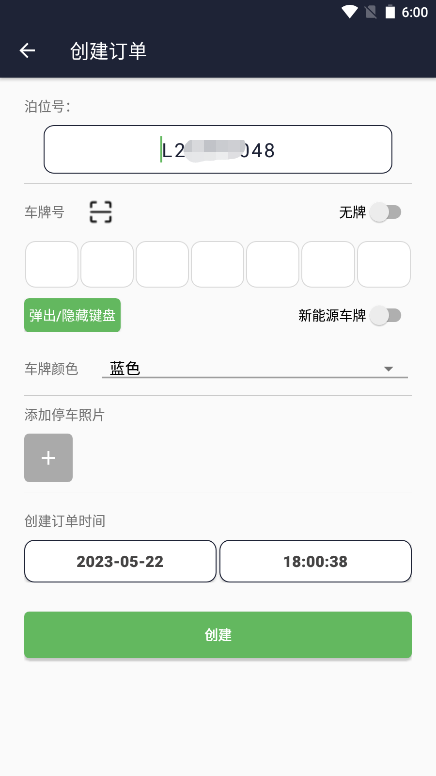 6:00
创建订单
泊位号：
L2 048
车牌号
无牌
弹出/隐藏键盘
新能源车牌
车牌颜色
蓝色
添加停车照片
+
创建订单时间
2023-05-22
18:00:38
创建